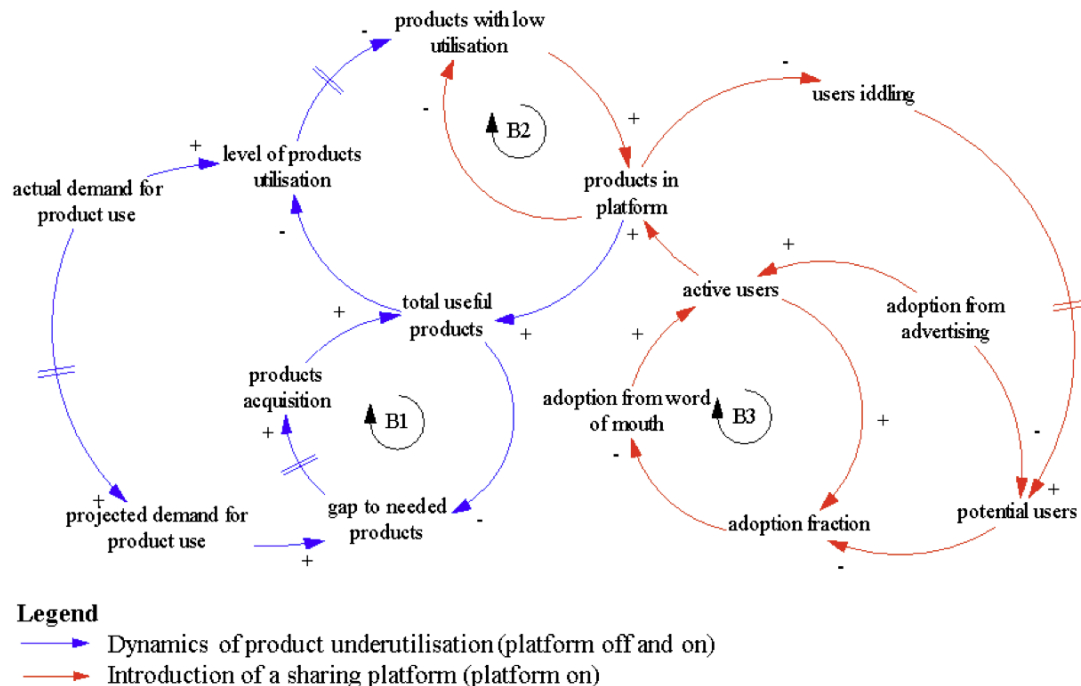 products with low
utilisation
-
-
users iddling
-
B2
+
+
level of products
utilisation
actual demand for
product use
products in
platform
+
-
+
active users
total useful
products
adoption from
advertising
+
+
+
products
acquisition
adoption from word
of mouth
B1
B3
+
+
-
-
+
+
projected demand for
product use
gap to needed
products
-
adoption fraction
potential users
+
-
Legend
Dynamics of product underutilisation (platform off and on)
Introduction of a sharing platform (platform on)